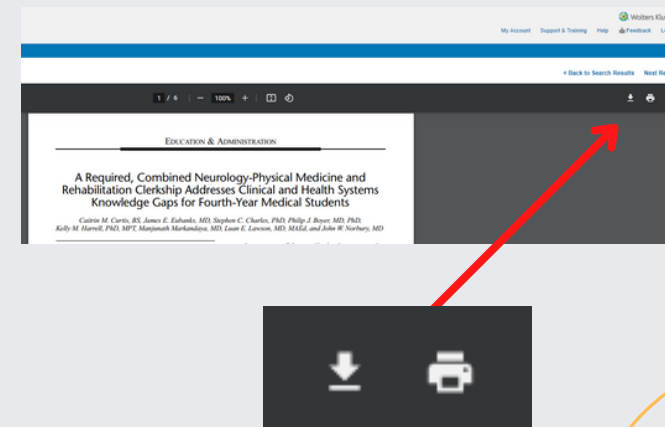 Wolters Klu
My Account Support & Training Help Feedback L
< Back to Search Results Next Re
1 / 6 — 100% +
EDUCATION & ADMINISTRATION
A Required, Combined Neurology-Physical Medicine and
Rehabilitation Clerkship Addresses Clinical and Health Systems
Knowledge Gaps for Fourth-Year Medical Students
Caitrin M. Curtis, BS, James E. Eubanks, MD, Stephen C. Charles, PhD, Philip J. Boyer, MD, PhD,
Kelly M. Harrell, PhD, MPT, Manjunath Markandaya, MD, Luan E. Lawson, MD, MAEd, and John W. Norbury, MD